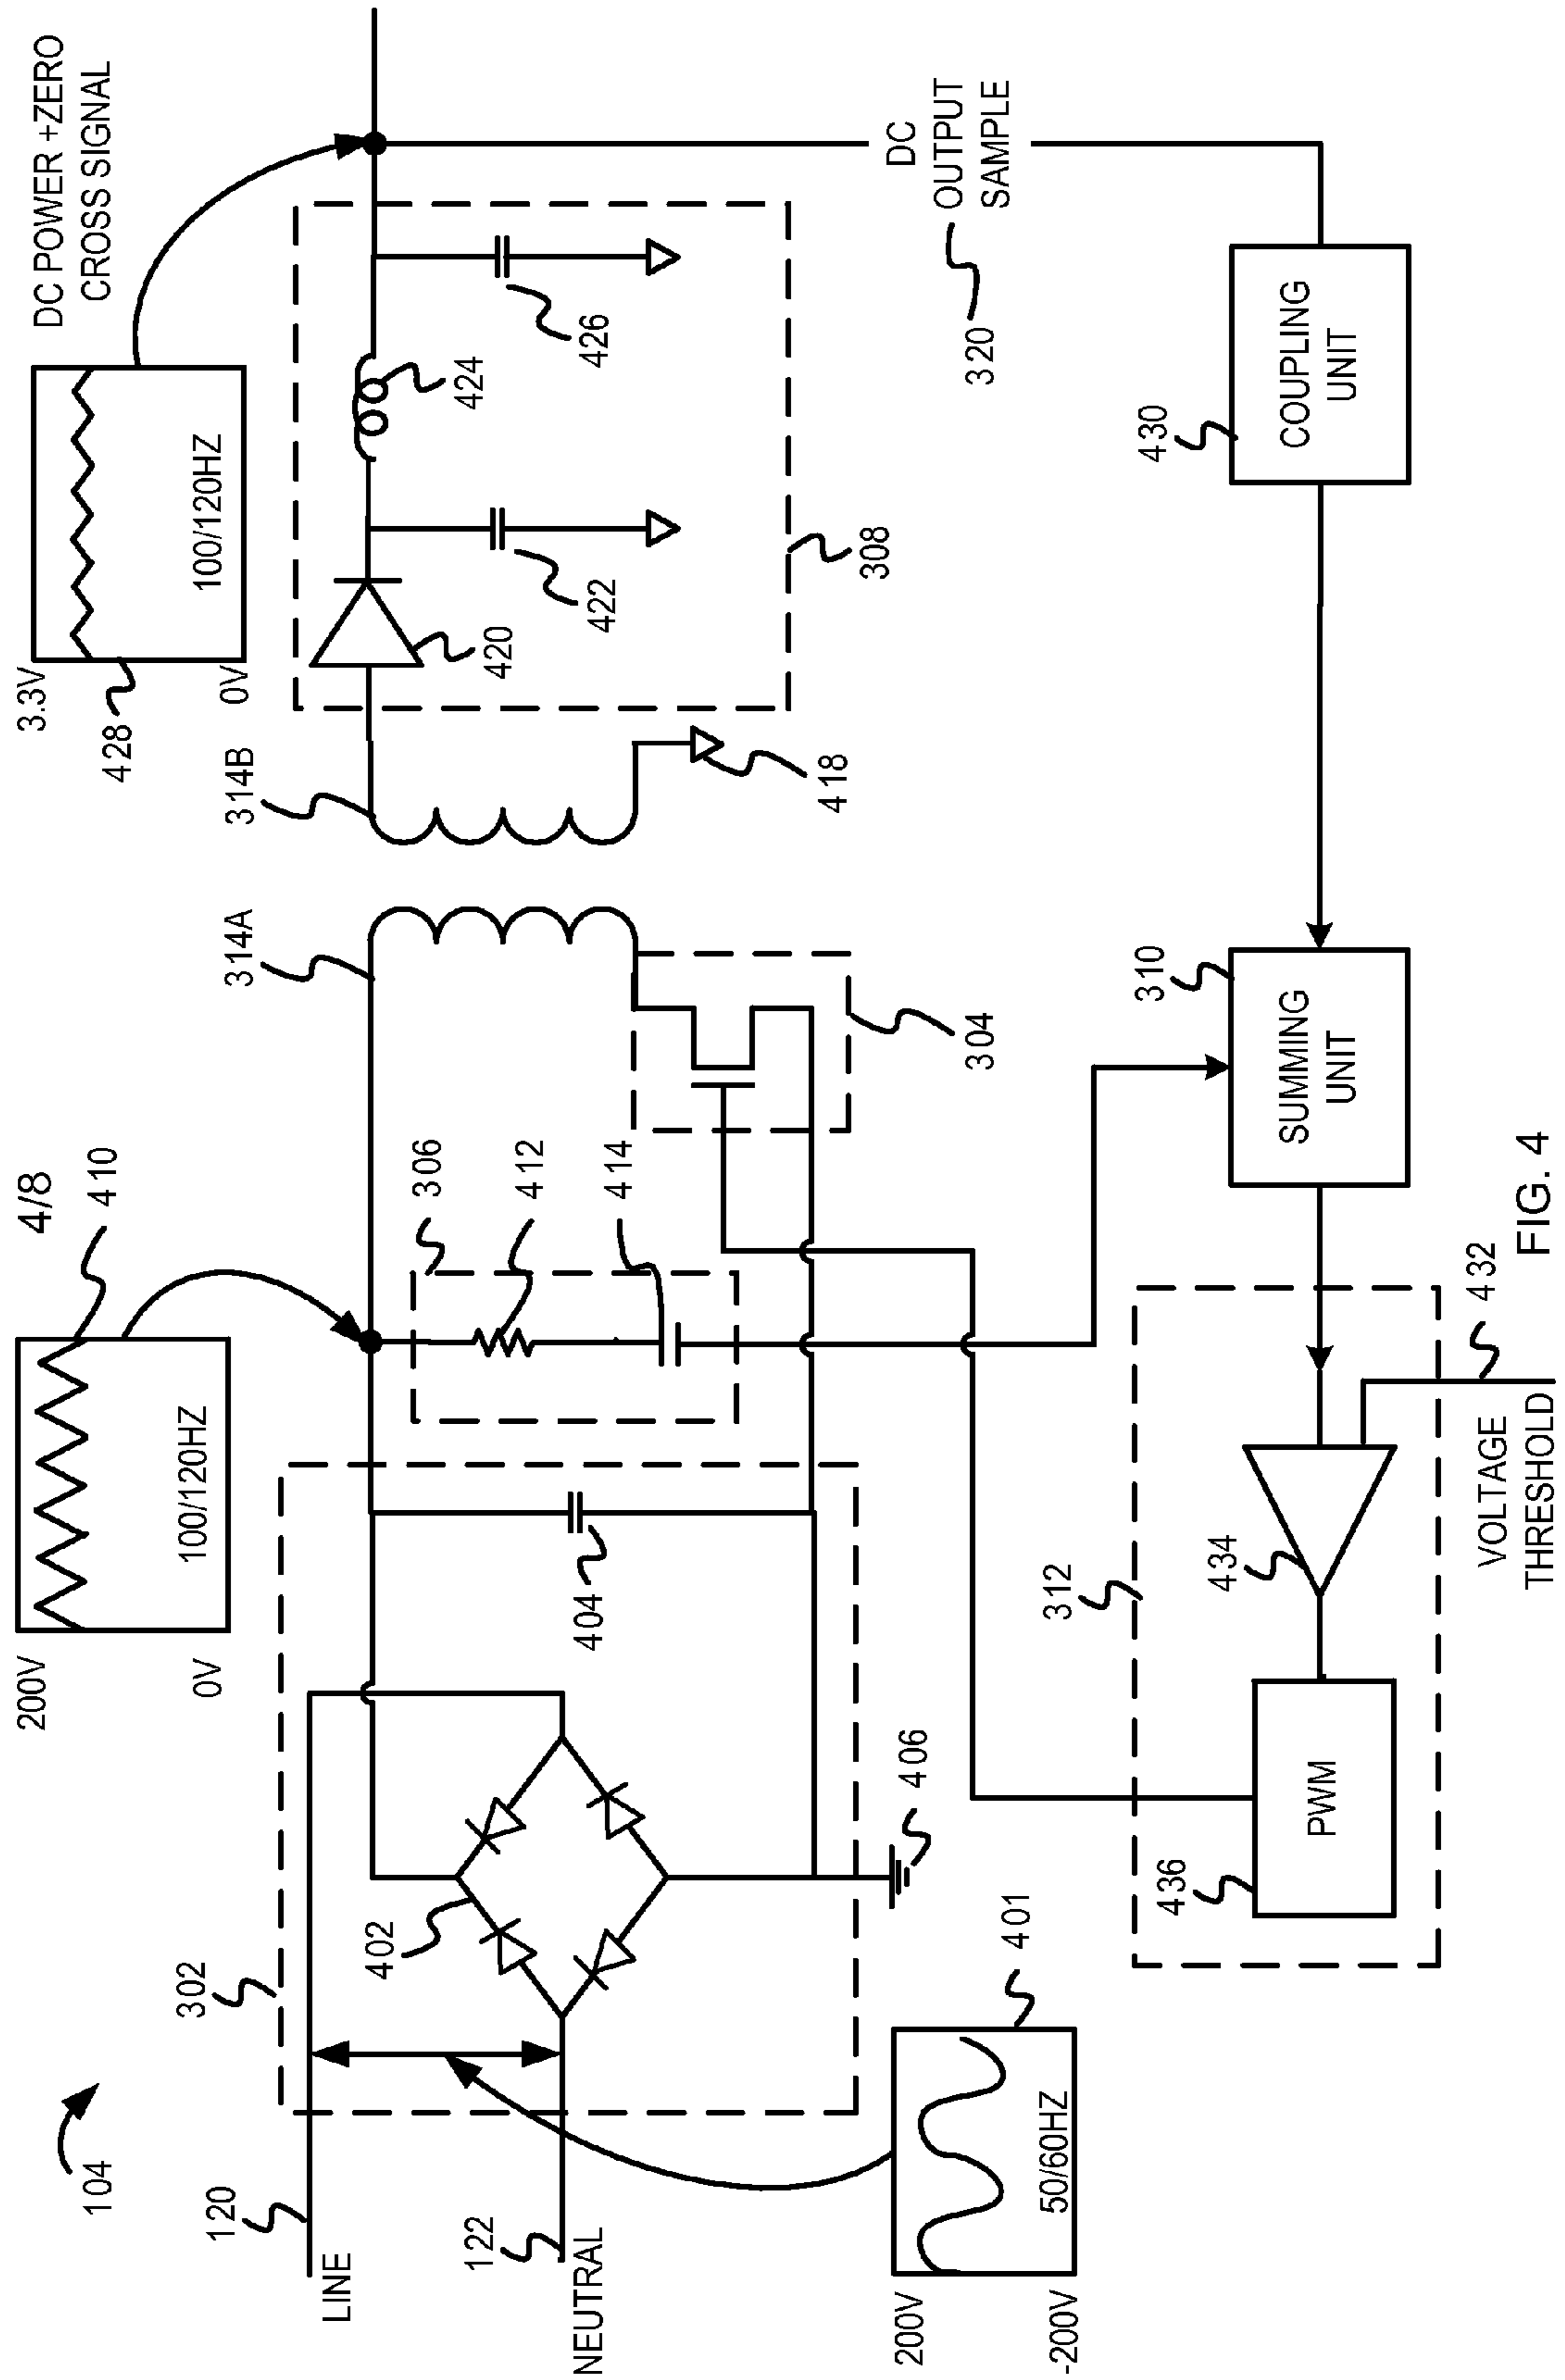 4/8
104
120
LINE
122
NEUTRAL
200V
-200V
50/60HZ
401
302
402
404
406
200V
0V
100/120HZ
410
306
412
414
314A
304
314B
418
3.3V
0V
100/120HZ
428
DC POWER +ZERO
CROSS SIGNAL
420
422
424
426
308
DC
OUTPUT
SAMPLE
320
COUPLING
UNIT
430
SUMMING
UNIT
310
312
434
PWM
436
VOLTAGE
THRESHOLD
432
FIG. 4